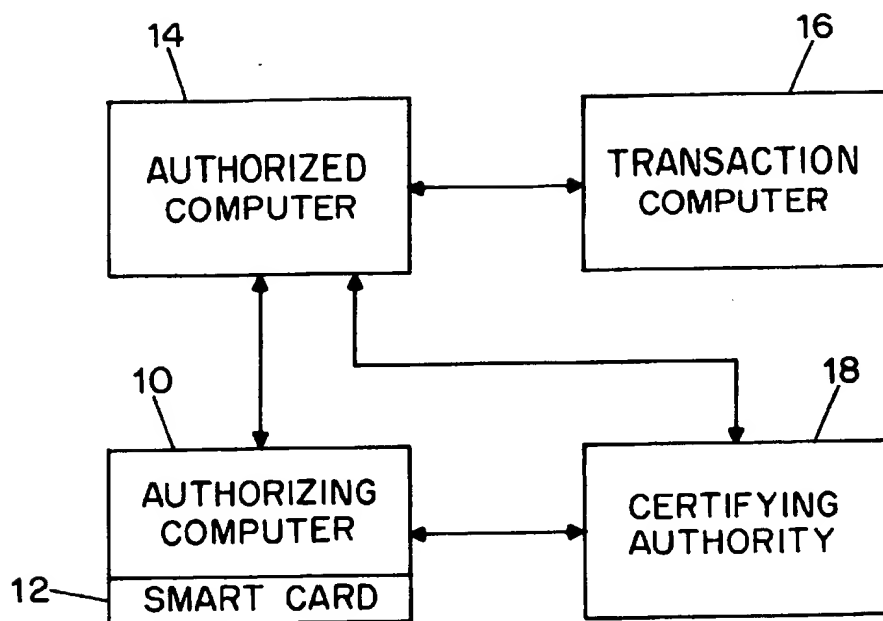 14
16
AUTHORIZED
COMPUTER
TRANSACTION
COMPUTER
10
18
AUTHORIZING
COMPUTER
CERTIFYING
AUTHORITY
12
SMART CARD